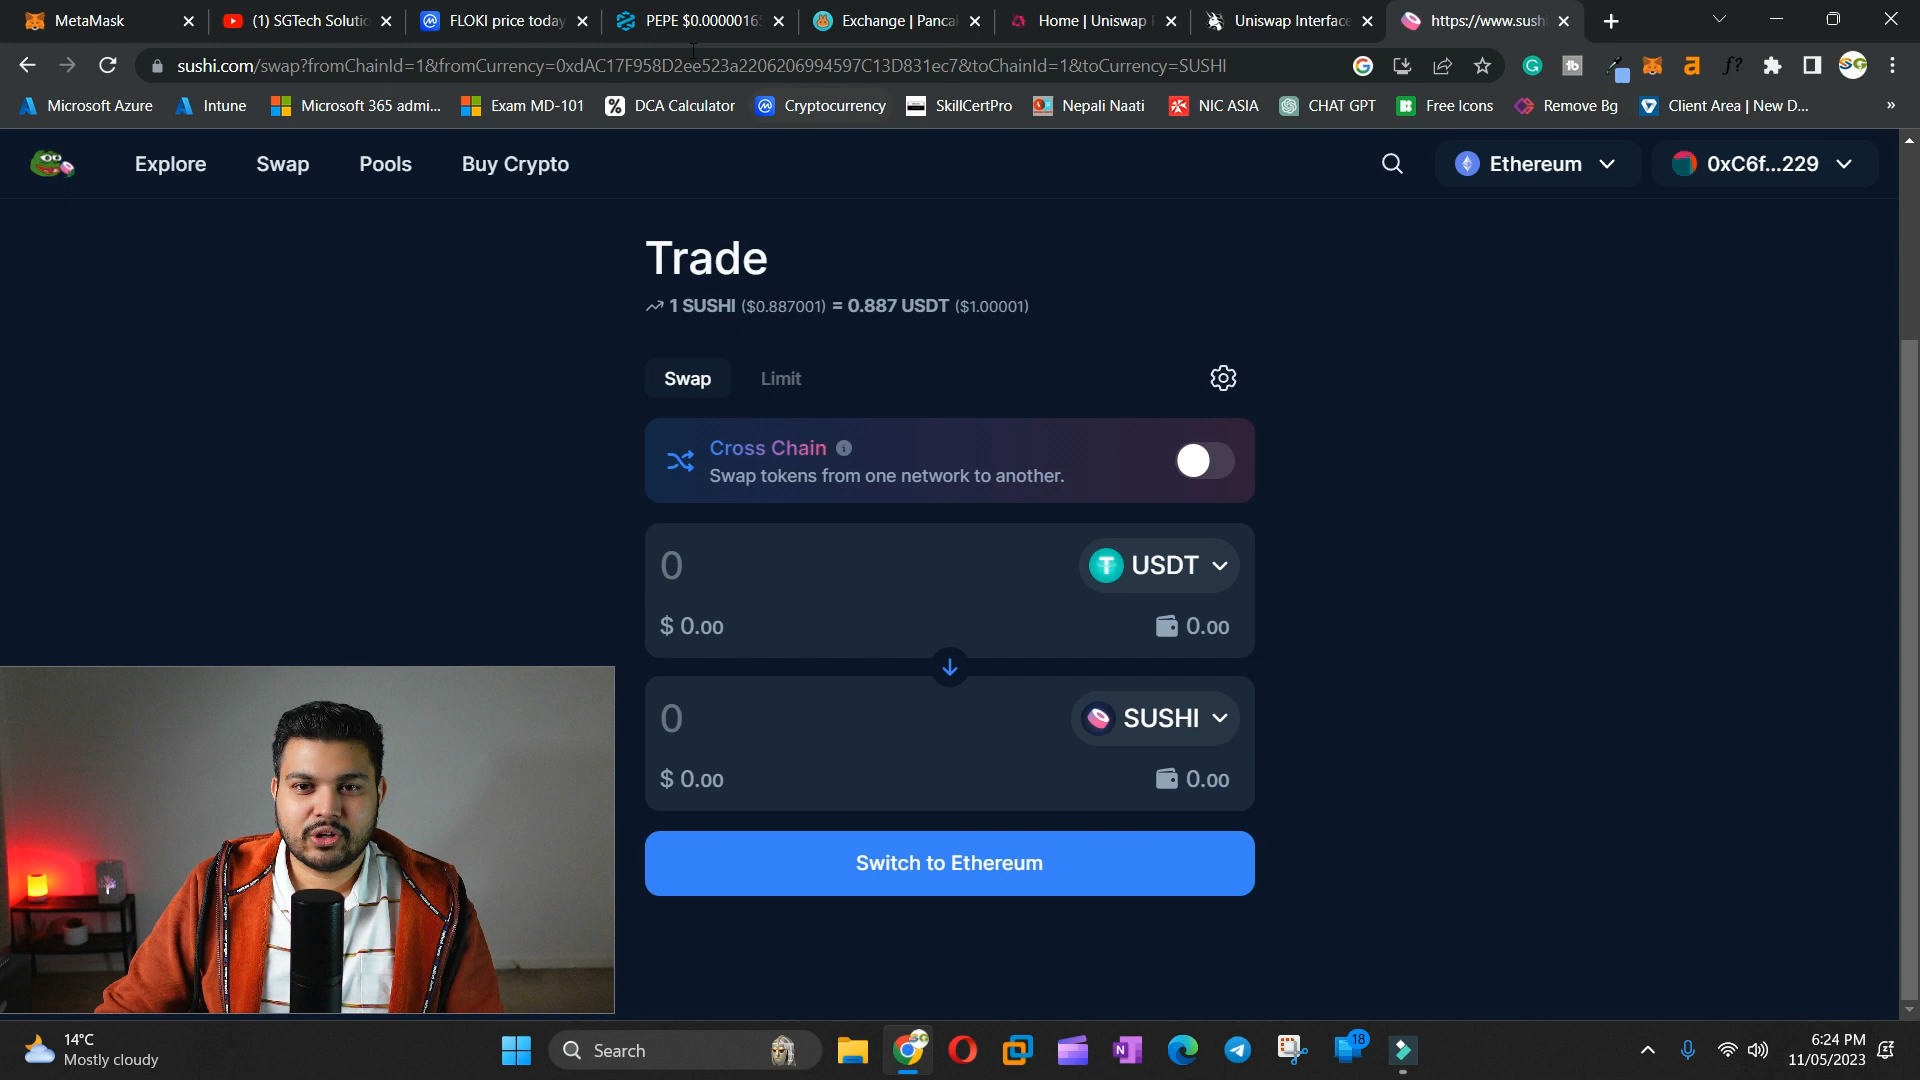 MetaMask
(1) SGTech Solutio
FLOKI price today
PEPE $0.0000016
Exchange | Panca
Home | Uniswap
Uniswap Interface
https://www.sushi
sushi.com/swap?fromChainId=1&fromCurrency=0xdAC17F958D2ee523a2206206994597C13D831ec7&toChainId=1&toCurrency=SUSHI
Microsoft Azure
Intune
Microsoft 365 admi...
Exam MD-101
DCA Calculator
Cryptocurrency
SkillCertPro
Nepali Naati
NIC ASIA
CHAT GPT
Free Icons
Remove Bg
Client Area | New D...
»
Explore
Swap
Pools
Buy Crypto
Ethereum
0xC6f...229
Trade
1 SUSHI ($0.887001) = 0.887 USDT ($1.00001)
Swap
Limit
Cross Chain
Swap tokens from one network to another.
0
USDT
$ 0.00
0.00
0
SUSHI
$ 0.00
0.00
Switch to Ethereum
14°C
Mostly cloudy
Search
18
6:24 PM
11/05/2023